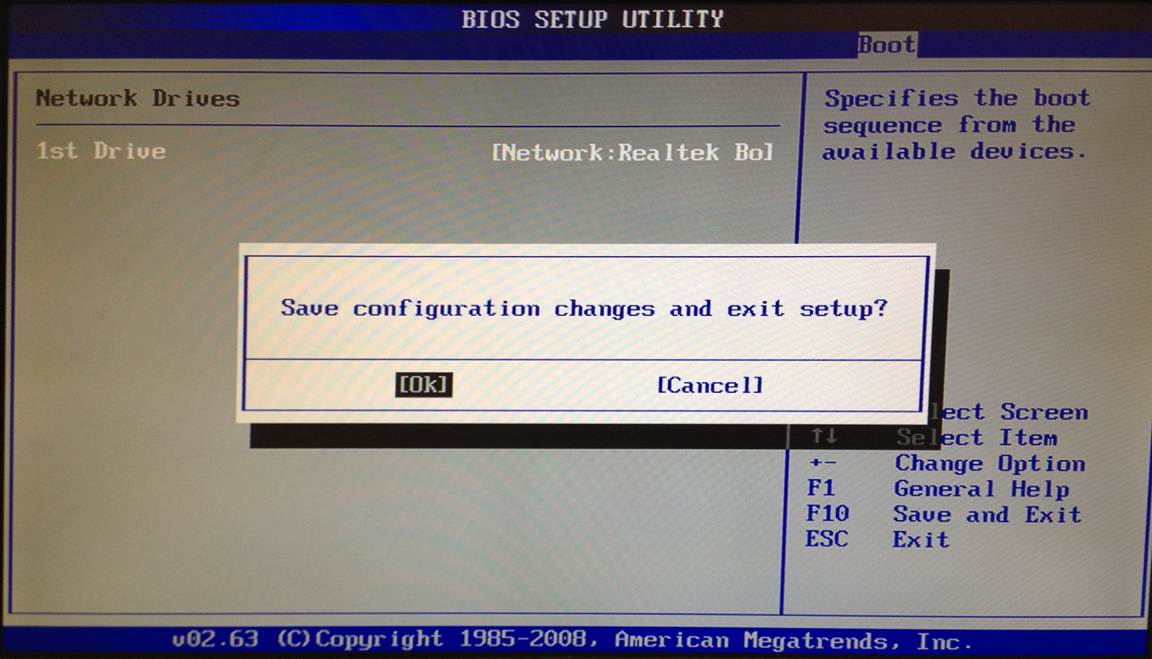 BIOS SETUP UTILITY
Boot
Network Drives
1st Drive [Network:Realtek Bo]
Specifies the boot
sequence from the
available devices.
Save configuration changes and exit setup?
[Ok] [Cancel]
Screen
↑↓ Select Item
+- Change Option
F1 General Help
F10 Save and Exit
ESC Exit
v02.63 (C)Copyright 1985-2008, American Megatrends, Inc.